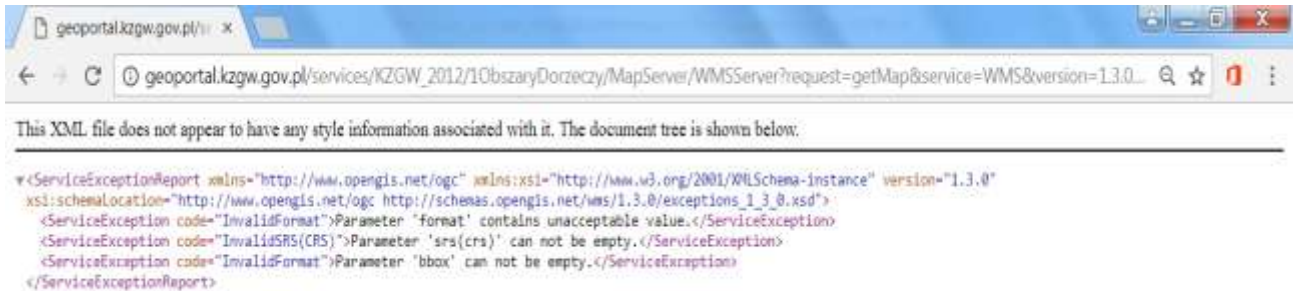 geoportal.kzgw.gov.pl/
geoportal.kzgw.gov.pl/services/KZGW_2012/1ObszaryDorzeczy/MapServer/WMSServer?request=getMap&service=WMS&version=1.3.0...
This XML file does not appear to have any style information associated with it. The document tree is shown below.
▼<ServiceExceptionReport xmlns="http://www.opengis.net/ogc" xmlns:xsi="http://www.w3.org/2001/XMLSchema-instance" version="1.3.0"
xsi:schemaLocation="http://www.opengis.net/ogc http://schemas.opengis.net/wms/1.3.0/exceptions_1_3_0.xsd">
<ServiceException code="InvalidFormat">Parameter 'format' contains unacceptable value.</ServiceException>
<ServiceException code="InvalidSRS(CRS)">Parameter 'srs(crs)' can not be empty.</ServiceException>
<ServiceException code="InvalidFormat">Parameter 'bbox' can not be empty.</ServiceException>
</ServiceExceptionReport>